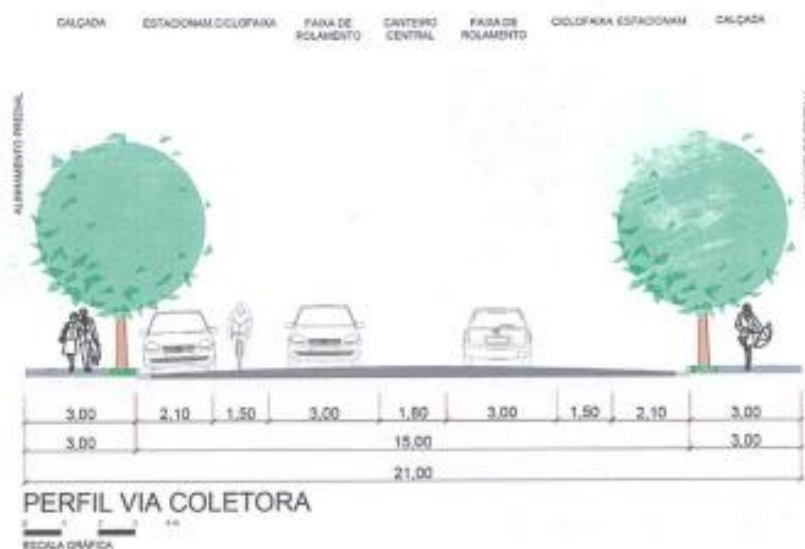 CALÇADA ESTACIONAM. CICLOFAIXA FAIXA DE ROLAMENTO CANTEIRO CENTRAL FAIXA DE ROLAMENTO CICLOFAIXA ESTACIONAM. CALÇADA
ALINHAMENTO PREDIAL
3,00 2,10 1,50 3,00 1,80 3,00 1,50 2,10 3,00
3,00 15,00 3,00
21,00
PERFIL VIA COLETORA
ESCALA GRÁFICA